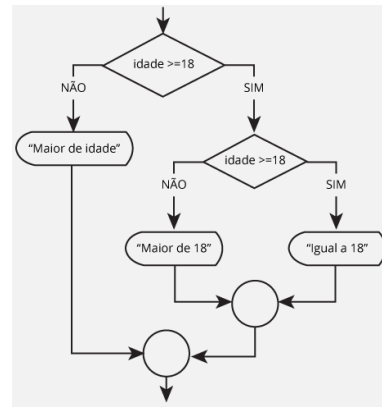 idade >=18
NÃO
SIM
“Maior de idade”
idade >=18
NÃO
SIM
“Maior de 18”
“Igual a 18”